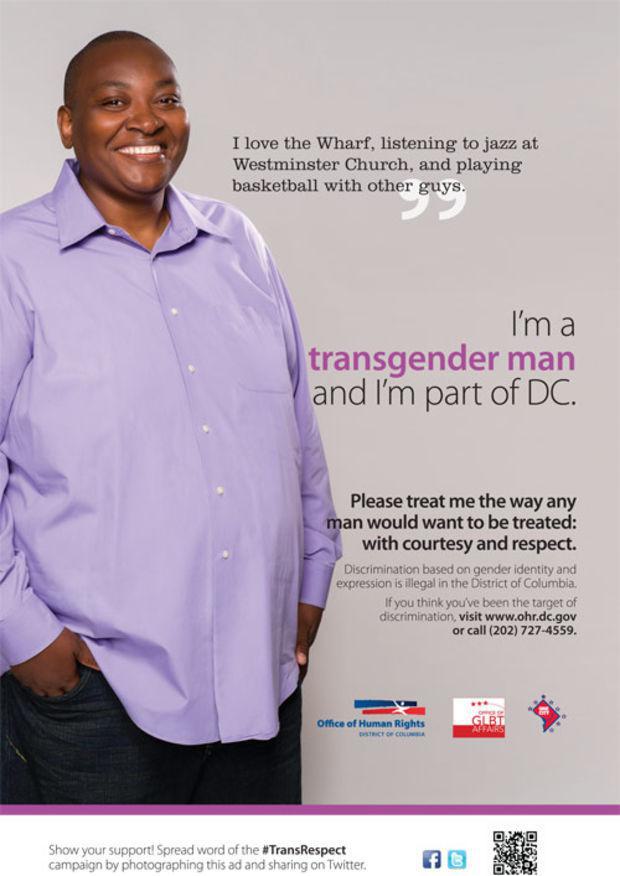 I love the Wharf, listening to jazz at
Westminster Church, and playing
basketball with other guys.
”
I'm a
transgender man
and I'm part of DC.
Please treat me the way any
man would want to be treated:
with courtesy and respect.
Discrimination based on gender identity and
expression is illegal in the District of Columbia.
If you think you've been the target of
discrimination, visit www.ohr.dc.gov
or call (202) 727-4559.
Office of Human Rights
DISTRICT OF COLUMBIA
OFFICE OF
GLBT
AFFAIRS
Show your support! Spread word of the #TransRespect
campaign by photographing this ad and sharing on Twitter.